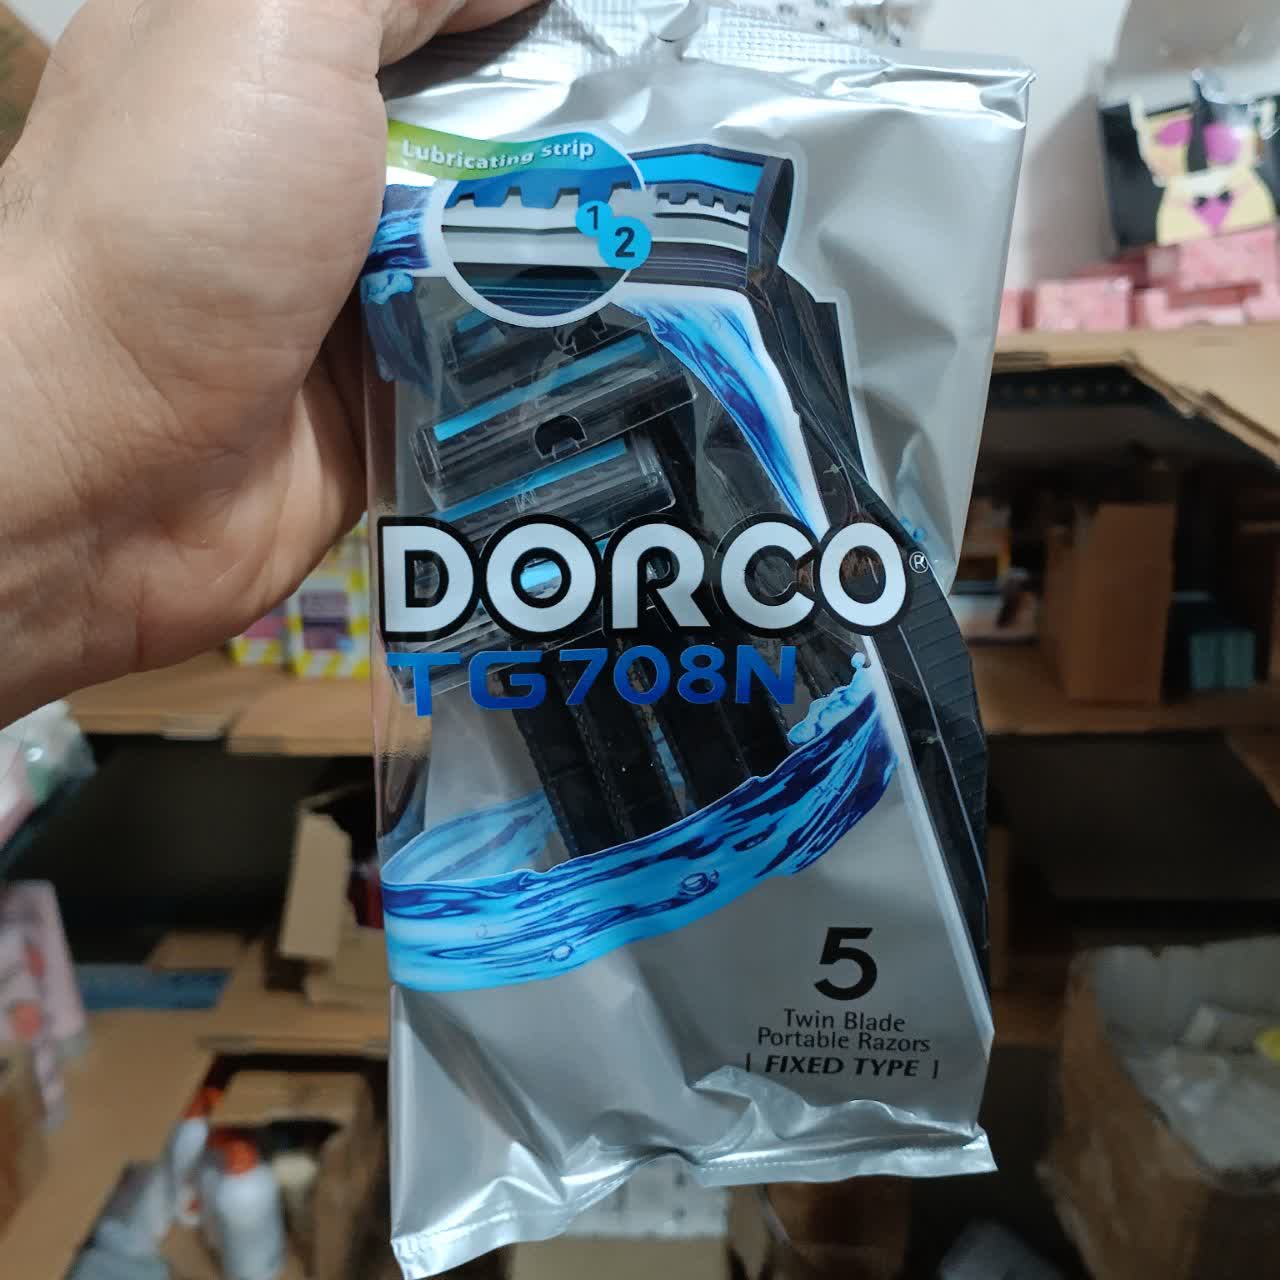 Lubricating strip
1
2
DORCO®
TG708N
5
Twin Blade
Portable Razors
| FIXED TYPE |